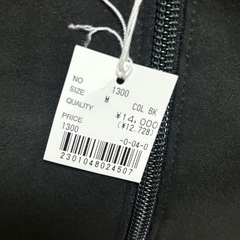 NO 1300
SIZE M COL BK
QUALITY ¥14,000
PRICE (¥12,728)
1300 -0-04-0
2301048024507